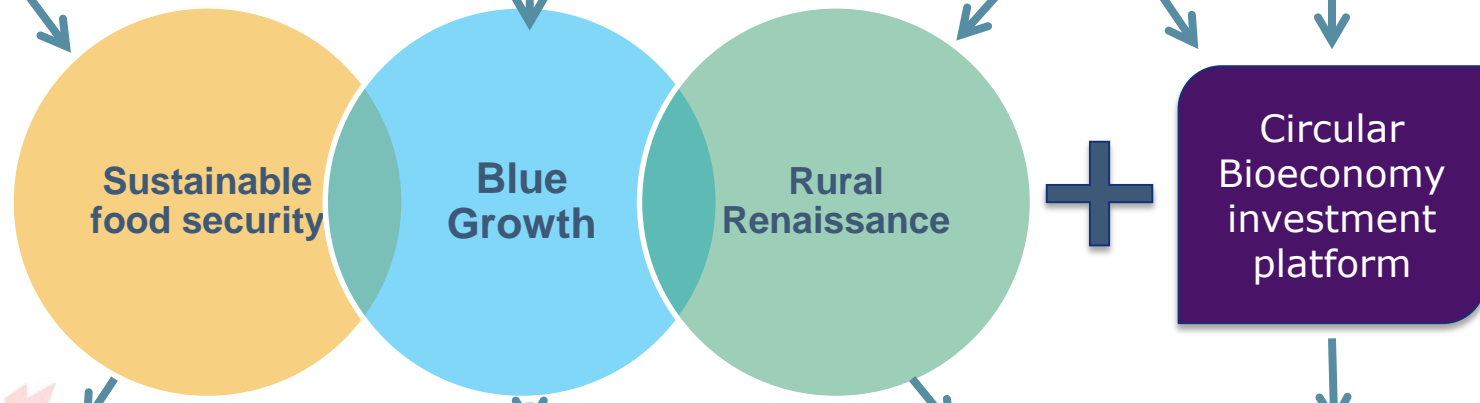 Sustainable
food security
Blue
Growth
Rural
Renaissance
Circular
Bioeconomy
investment
platform